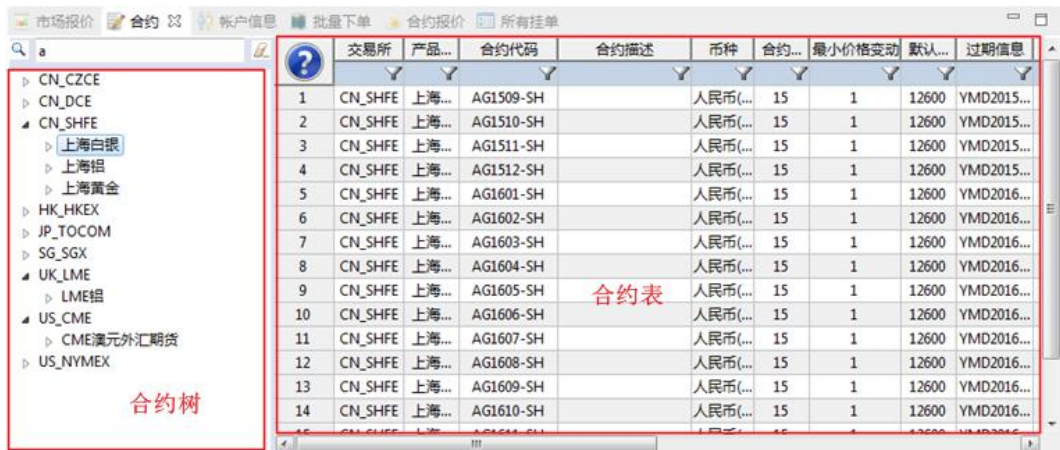 市场报价 合约 帐户信息 批量下单 合约报价 所有挂单
a
CN_CZCE
CN_DCE
CN_SHFE
上海白银
上海铝
上海黄金
HK_HKEX
JP_TOCOM
SG_SGX
UK_LME
LME铝
US_CME
CME澳元外汇期货
US_NYMEX
合约树
交易所 产品... 合约代码 合约描述 币种 合约... 最小价格变动 默认... 过期信息
1 CN_SHFE 上海... AG1509-SH 人民币(... 15 1 12600 YMD2015...
2 CN_SHFE 上海... AG1510-SH 人民币(... 15 1 12600 YMD2015...
3 CN_SHFE 上海... AG1511-SH 人民币(... 15 1 12600 YMD2015...
4 CN_SHFE 上海... AG1512-SH 人民币(... 15 1 12600 YMD2015...
5 CN_SHFE 上海... AG1601-SH 人民币(... 15 1 12600 YMD2016...
6 CN_SHFE 上海... AG1602-SH 人民币(... 15 1 12600 YMD2016...
7 CN_SHFE 上海... AG1603-SH 人民币(... 15 1 12600 YMD2016...
8 CN_SHFE 上海... AG1604-SH 人民币(... 15 1 12600 YMD2016...
9 CN_SHFE 上海... AG1605-SH 合约表 人民币(... 15 1 12600 YMD2016...
10 CN_SHFE 上海... AG1606-SH 人民币(... 15 1 12600 YMD2016...
11 CN_SHFE 上海... AG1607-SH 人民币(... 15 1 12600 YMD2016...
12 CN_SHFE 上海... AG1608-SH 人民币(... 15 1 12600 YMD2016...
13 CN_SHFE 上海... AG1609-SH 人民币(... 15 1 12600 YMD2016...
14 CN_SHFE 上海... AG1610-SH 人民币(... 15 1 12600 YMD2016...